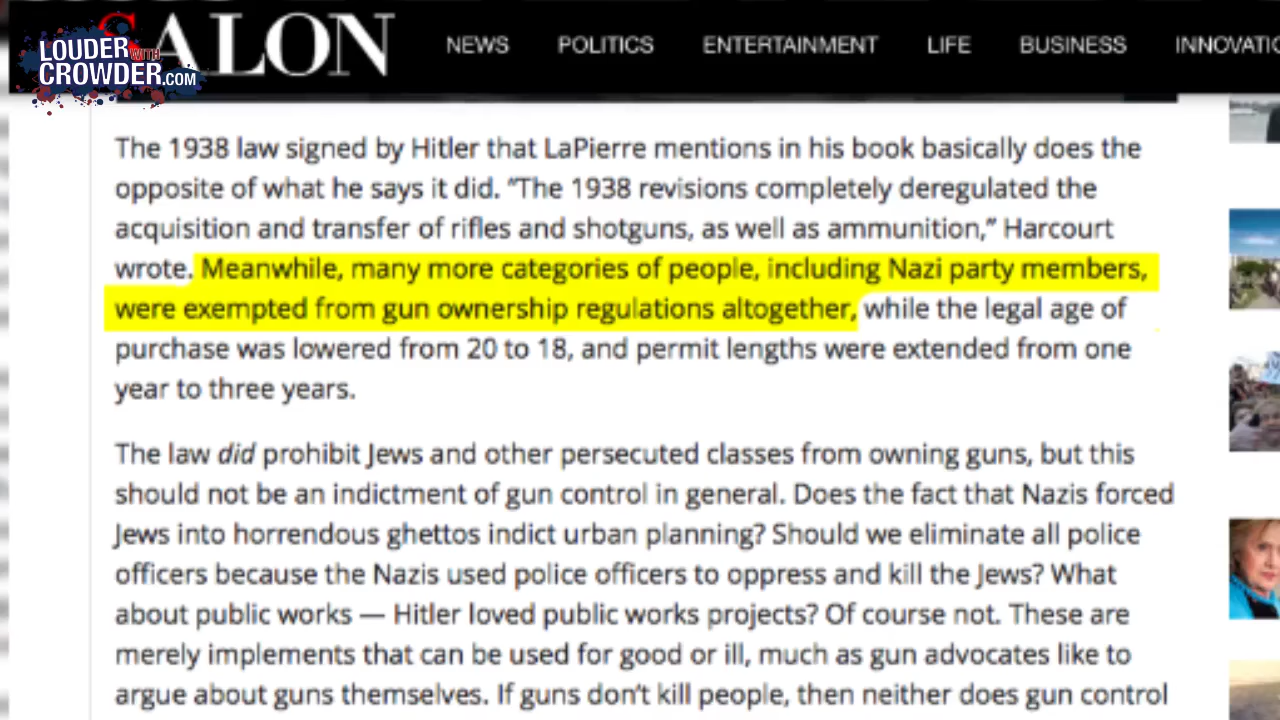 SALON
LOUDER WITH
CROWDER.COM
NEWS POLITICS ENTERTAINMENT LIFE BUSINESS
The 1938 law signed by Hitler that LaPierre mentions in his book basically does the
opposite of what he says it did. “The 1938 revisions completely deregulated the
acquisition and transfer of rifles and shotguns, as well as ammunition,” Harcourt
wrote. Meanwhile, many more categories of people, including Nazi party members,
were exempted from gun ownership regulations altogether, while the legal age of
purchase was lowered from 20 to 18, and permit lengths were extended from one
year to three years.
The law did prohibit Jews and other persecuted classes from owning guns, but this
should not be an indictment of gun control in general. Does the fact that Nazis forced
Jews into horrendous ghettos indict urban planning? Should we eliminate all police
officers because the Nazis used police officers to oppress and kill the Jews? What
about public works — Hitler loved public works projects? Of course not. These are
merely implements that can be used for good or ill, much as gun advocates like to
argue about guns themselves. If guns don’t kill people, then neither does gun control